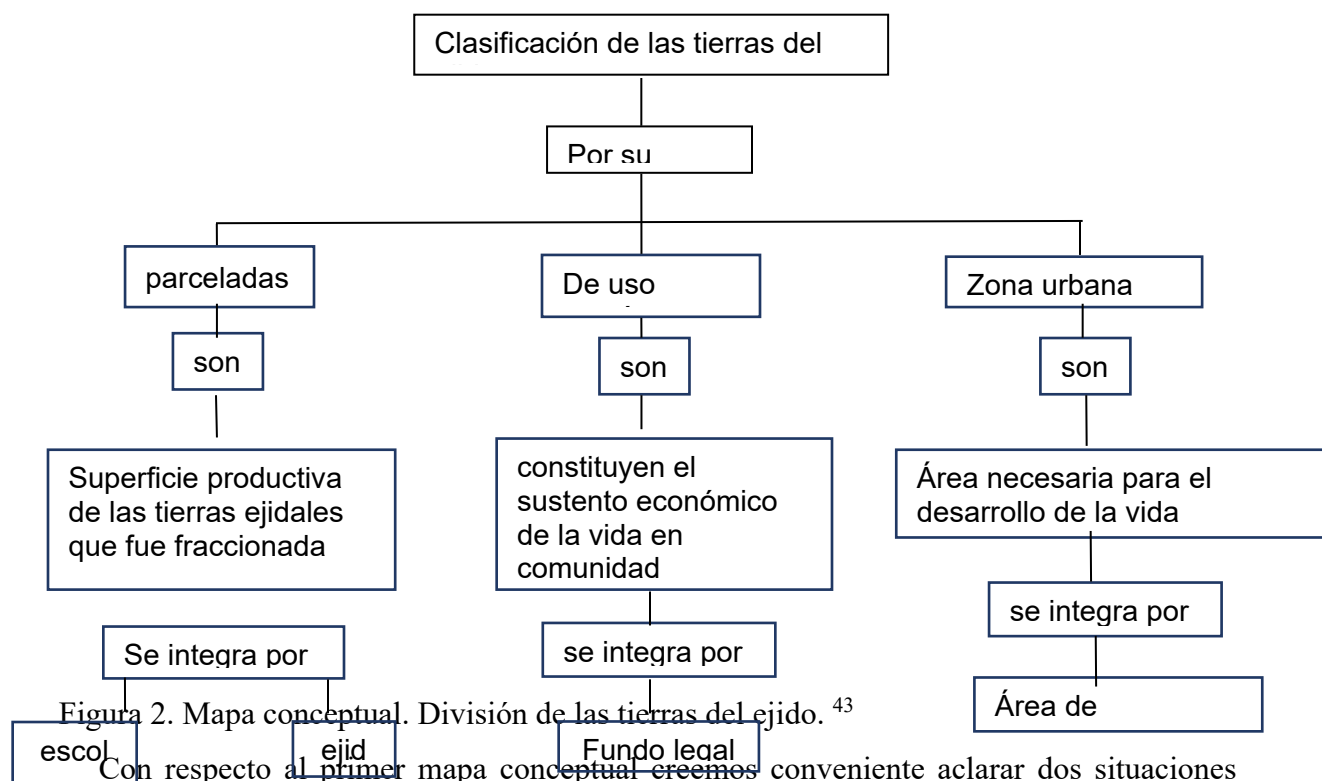 Clasificación de las tierras del
Por su
parceladas
De uso
Zona urbana
son
son
son
Superficie productiva
de las tierras ejidales
que fue fraccionada
constituyen el
sustento económico
de la vida en
comunidad
Área necesaria para el
desarrollo de la vida
Se integra por
se integra por
se integra por
escol
ejid
Fundo legal
Área de
Figura 2. Mapa conceptual. División de las tierras del ejido. 43
Con respecto al primer mapa conceptual creemos conveniente aclarar dos situaciones